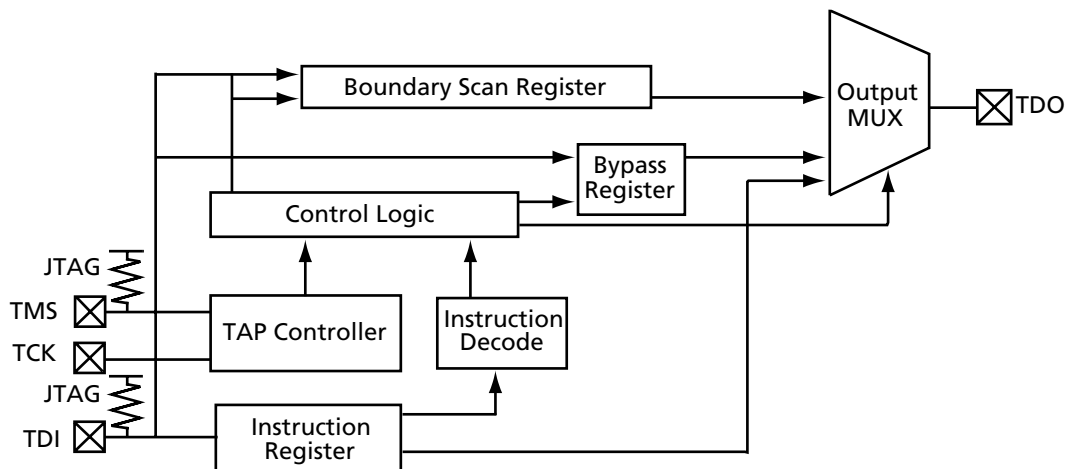 Boundary Scan Register
Output
MUX
TDO
Bypass
Register
Control Logic
JTAG
TMS
TAP Controller
Instruction
Decode
TCK
JTAG
TDI
Instruction
Register